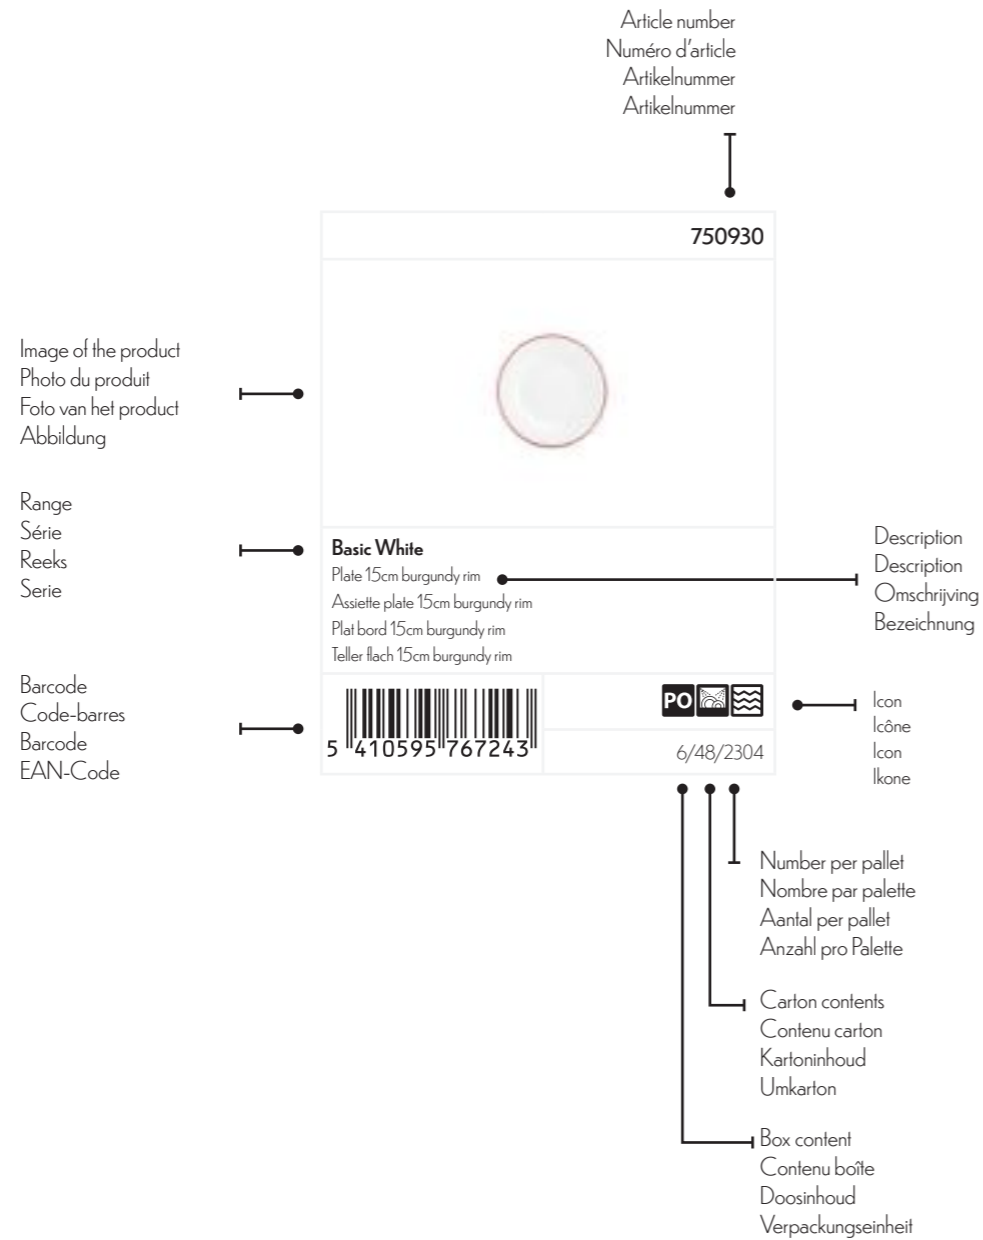 Article number
Numéro d'article
Artikelnummer
Artikelnummer
750930
Image of the product
Photo du produit
Foto van het product
Abbildung
Range
Série
Reeks
Serie
Basic White
Plate 15cm burgundy rim
Assiette plate 15cm burgundy rim
Plat bord 15cm burgundy rim
Teller flach 15cm burgundy rim
Description
Description
Omschrijving
Bezeichnung
Barcode
Code-barres
Barcode
EAN-Code
5 410595 767243
PO
6/48/2304
Icon
Icône
Icon
Ikone
Number per pallet
Nombre par palette
Aantal per pallet
Anzahl pro Palette
Carton contents
Contenu carton
Kartoninhoud
Umkarton
Box content
Contenu boîte
Doosinhoud
Verpackungseinheit